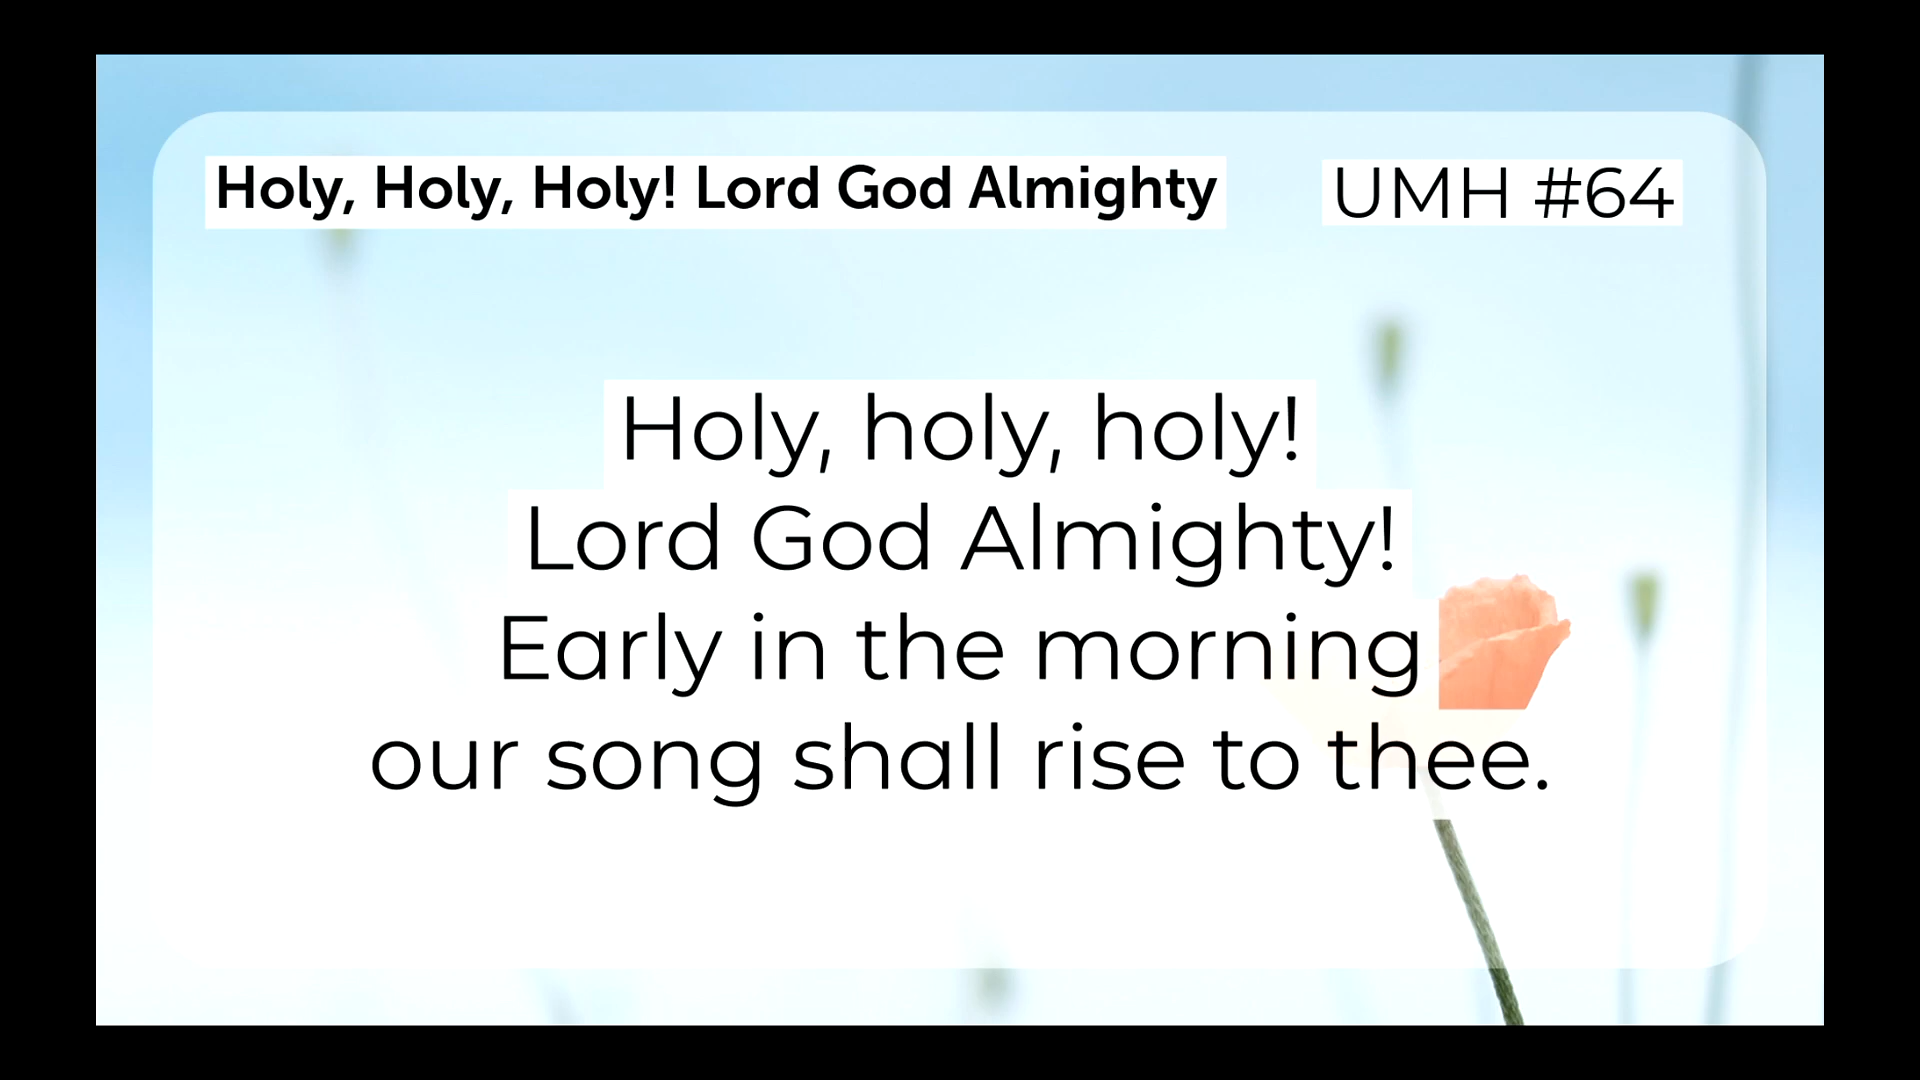 Holy, Holy, Holy! Lord God Almighty
UMH #64
Holy, holy, holy!
Lord God Almighty!
Early in the morning
our song shall rise to thee.